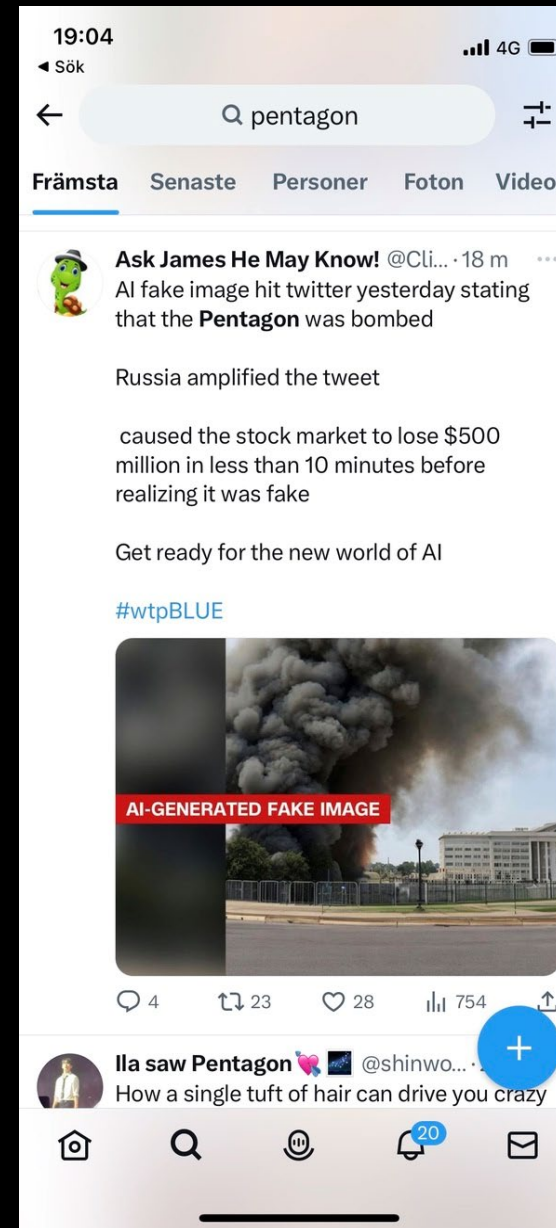 19:04
4G
◀ Sök
pentagon
Främsta Senaste Personer Foton Video
Ask James He May Know! @Cli... · 18 m
AI fake image hit twitter yesterday stating
that the Pentagon was bombed
Russia amplified the tweet
caused the stock market to lose $500
million in less than 10 minutes before
realizing it was fake
Get ready for the new world of AI
#wtpBLUE
AI-GENERATED FAKE IMAGE
4 23 28 754
Ila saw Pentagon 💘 🌌 @shinwo... ·
How a single tuft of hair can drive you crazy
20